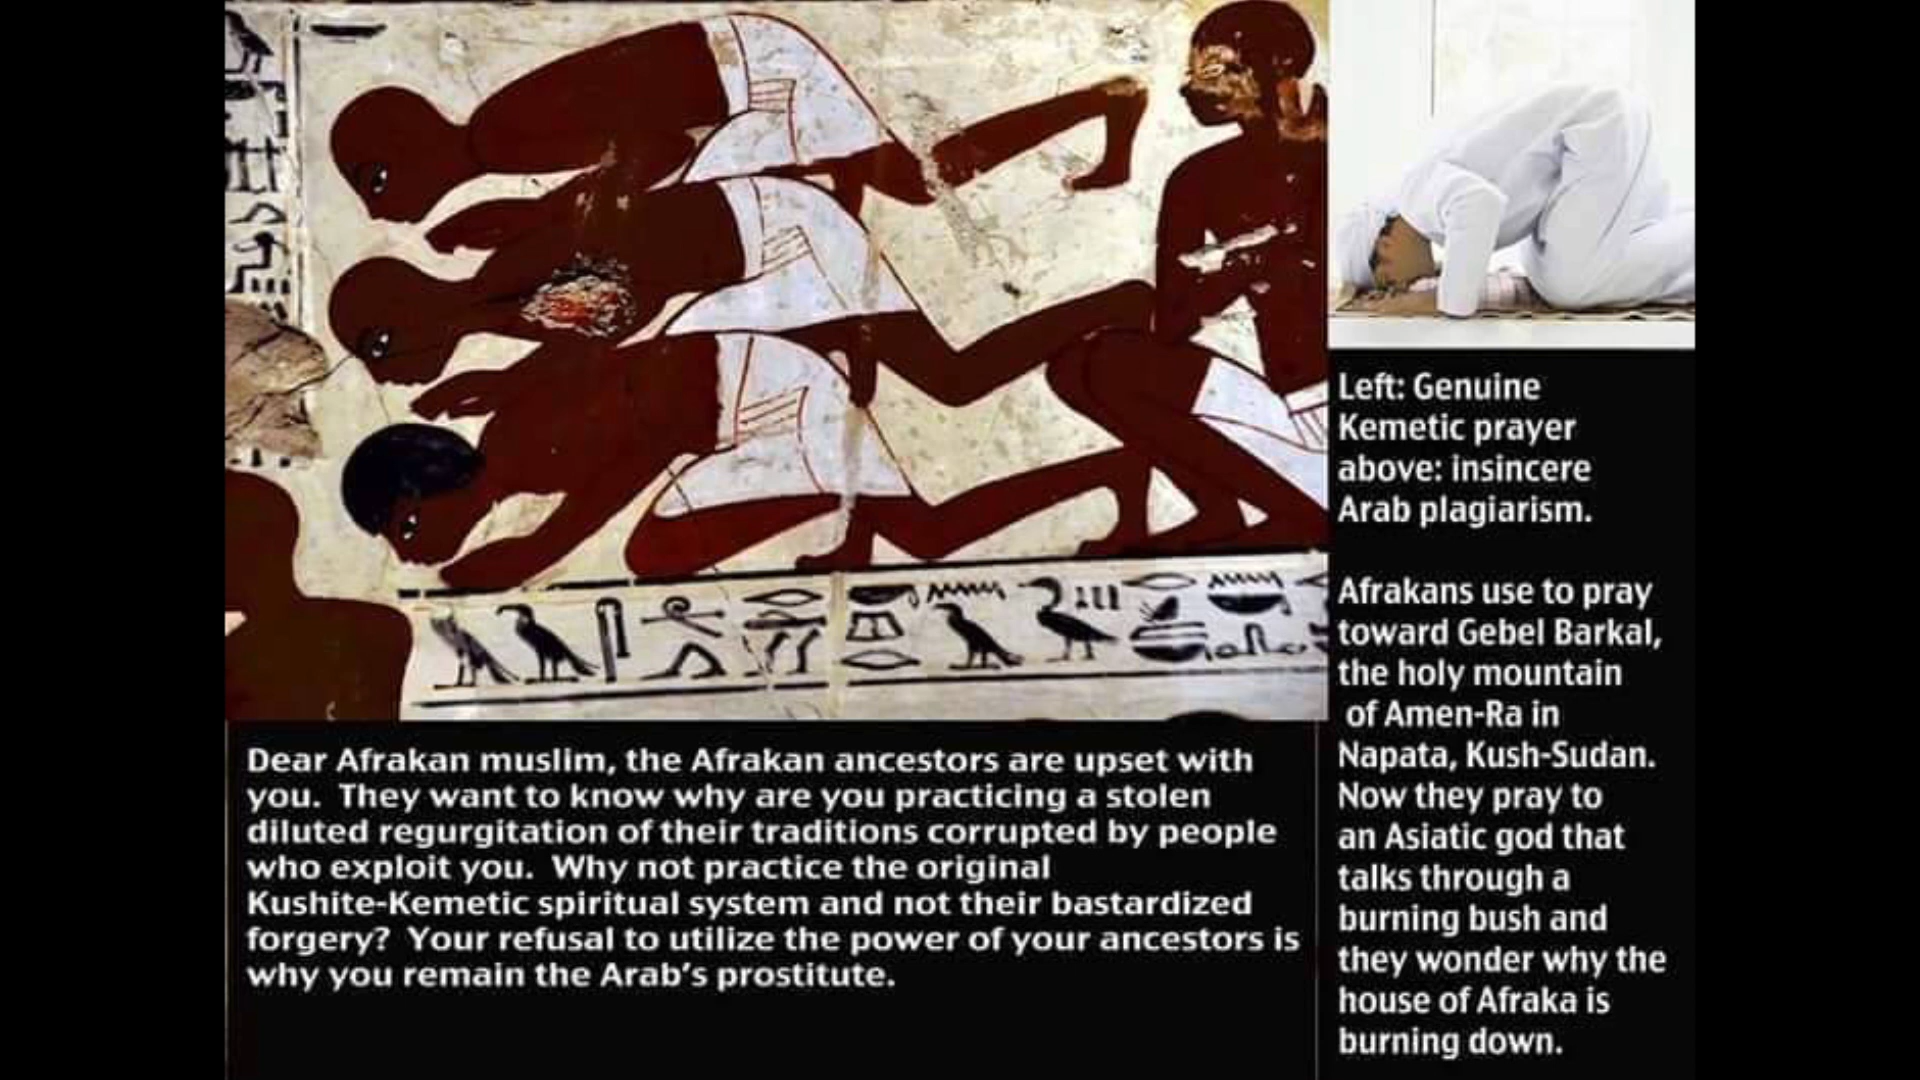 Left: Genuine
Kemetic prayer
above: insincere
Arab plagiarism.
Afrakans use to pray
toward Gebel Barkal,
the holy mountain
of Amen-Ra in
Napata, Kush-Sudan.
Now they pray to
an Asiatic god that
talks through a
burning bush and
they wonder why the
house of Afraka is
burning down.
Dear Afrakan muslim, the Afrakan ancestors are upset with
you. They want to know why are you practicing a stolen
diluted regurgitation of their traditions corrupted by people
who exploit you. Why not practice the original
Kushite-Kemetic spiritual system and not their bastardized
forgery? Your refusal to utilize the power of your ancestors is
why you remain the Arab's prostitute.